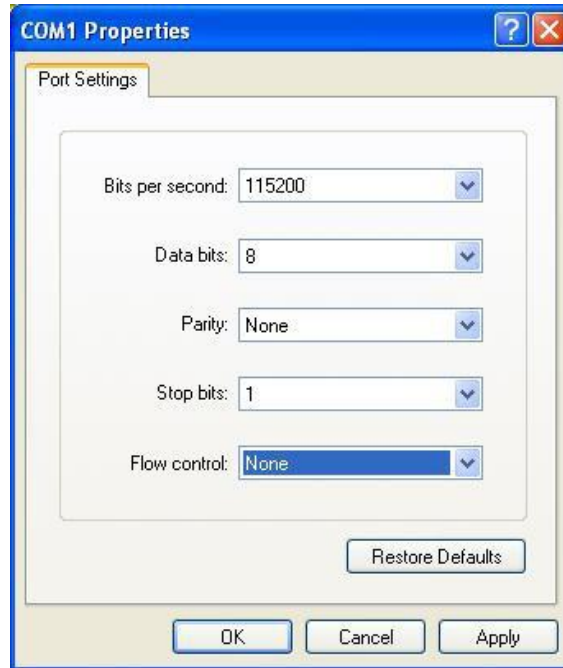 COM1 Properties
Port Settings
Bits per second: 115200
Data bits: 8
Parity: None
Stop bits: 1
Flow control: None
Restore Defaults
OK Cancel Apply